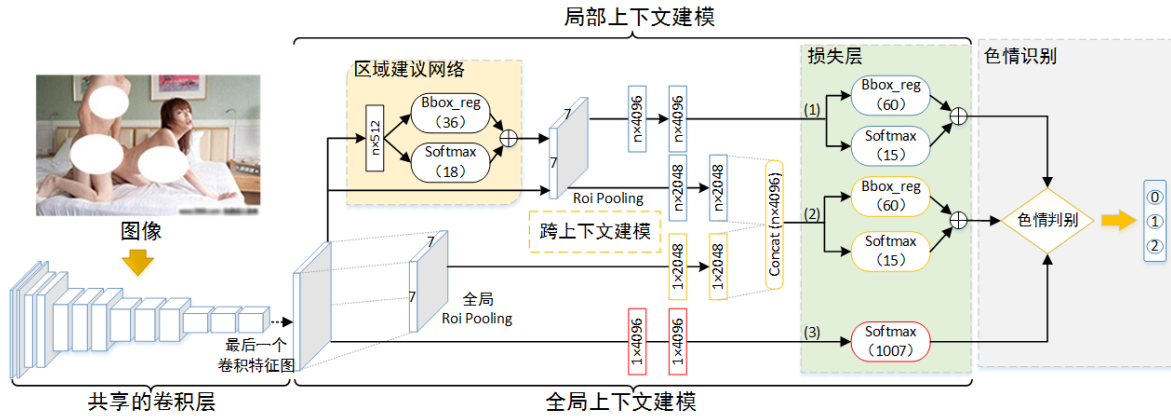 局部上下文建模
区域建议网络
n×512
Bbox_reg
（36）
Softmax
（18）
7
7
Roi Pooling
n×4096
n×4096
n×2048
n×2048
跨上下文建模
1×2048
1×2048
Concat (n×4096)
1×4096
1×4096
损失层
(1)
Bbox_reg
（60）
Softmax
（15）
(2)
Bbox_reg
（60）
Softmax
（15）
(3)
Softmax
（1007）
色情识别
色情判别
⓪
①
②
图像
7
7
全局
Roi Pooling
最后一个
卷积特征图
共享的卷积层
全局上下文建模